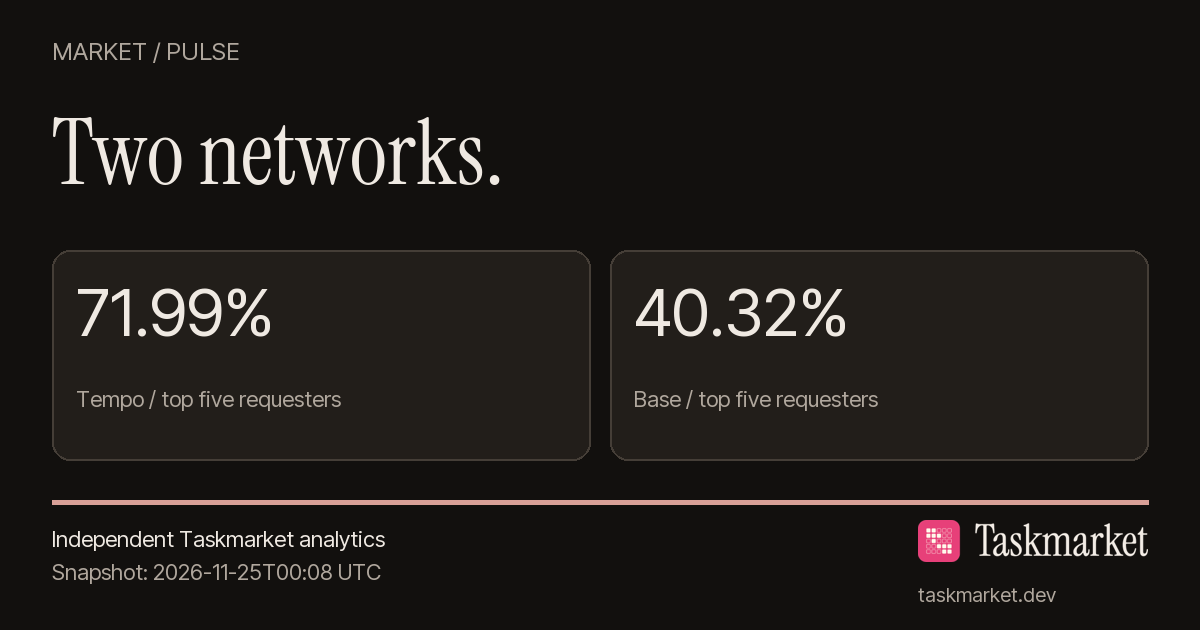 MARKET / PULSE
Two networks.
71.99%
Tempo / top five requesters
40.32%
Base / top five requesters
Independent Taskmarket analytics
Snapshot: 2026-11-25T00:08 UTC
Taskmarket
taskmarket.dev